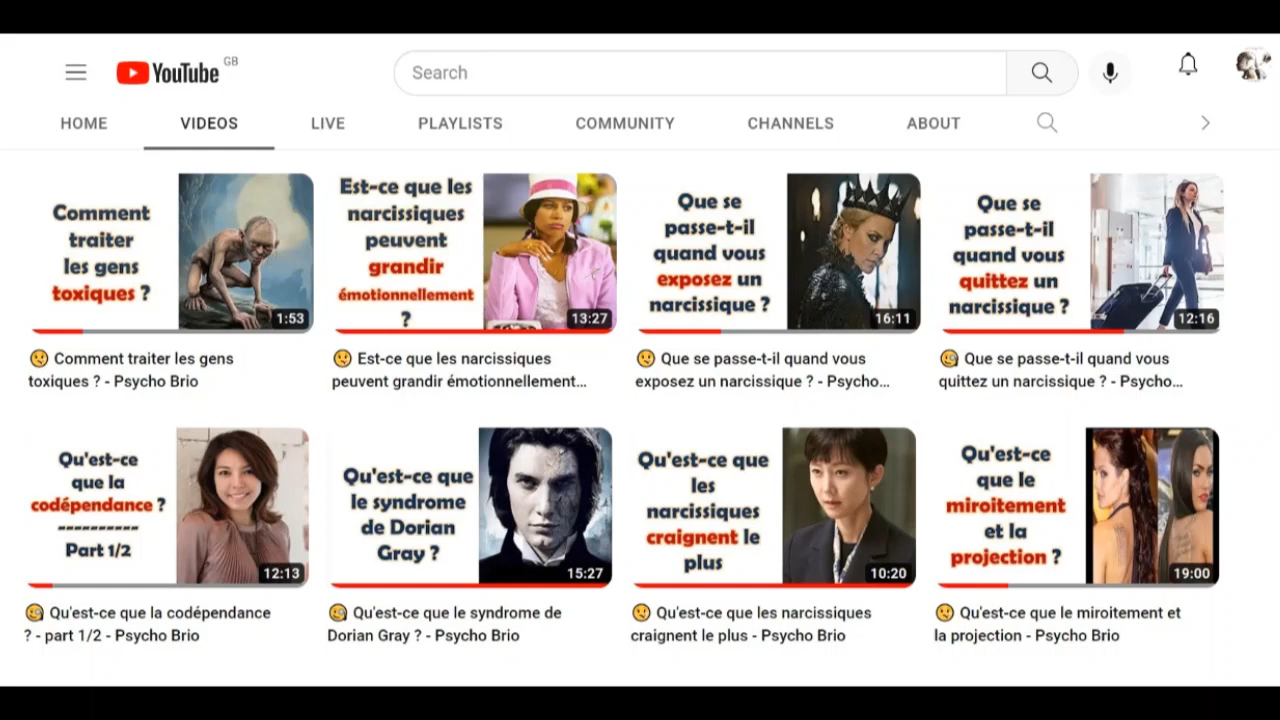 YouTube GB
Search
HOME
VIDEOS
LIVE
PLAYLISTS
COMMUNITY
CHANNELS
ABOUT
Comment
traiter
les gens
toxiques ?
1:53
Est-ce que les
narcissiques
peuvent
grandir
émotionnellement
?
13:27
Que se
passe-t-il
quand vous
exposez un
narcissique ?
16:11
Que se
passe-t-il
quand vous
quittez un
narcissique ?
12:16
Comment traiter les gens
toxiques ? - Psycho Brio
Est-ce que les narcissiques
peuvent grandir émotionnellement...
Que se passe-t-il quand vous
exposez un narcissique ? - Psycho...
Que se passe-t-il quand vous
quittez un narcissique ? - Psycho...
Qu'est-ce
que la
codépendance ?
----------
Part 1/2
12:13
Qu'est-ce que
le syndrome
de Dorian
Gray ?
15:27
Qu'est-ce que
les
narcissiques
craignent le
plus
10:20
Qu'est-ce
que le
miroitement
et la
projection ?
19:00
Qu'est-ce que la codépendance
? - part 1/2 - Psycho Brio
Qu'est-ce que le syndrome de
Dorian Gray ? - Psycho Brio
Qu'est-ce que les narcissiques
craignent le plus - Psycho Brio
Qu'est-ce que le miroitement et
la projection - Psycho Brio